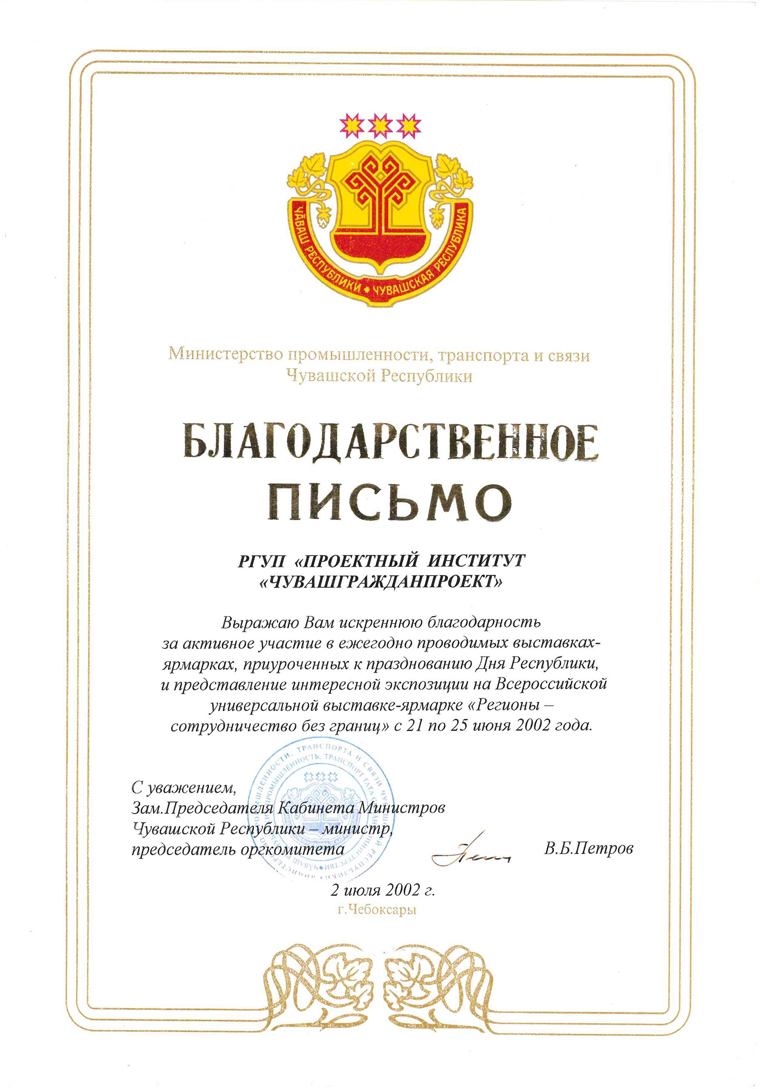 ЧӐВАШ РЕСПУБЛИКИ ✦ ЧУВАШСКАЯ РЕСПУБЛИКА
Министерство промышленности, транспорта и связи
Чувашской Республики
БЛАГОДАРСТВЕННОЕ
ПИСЬМО
РГУП «ПРОЕКТНЫЙ ИНСТИТУТ
«ЧУВАШГРАЖДАНПРОЕКТ»
Выражаю Вам искреннюю благодарность
за активное участие в ежегодно проводимых выставках-
ярмарках, приуроченных к празднованию Дня Республики,
и представление интересной экспозиции на Всероссийской
универсальной выставке-ярмарке «Регионы –
сотрудничество без границ» с 21 по 25 июня 2002 года.
С уважением,
Зам.Председателя Кабинета Министров
Чувашской Республики – министр,
председатель оргкомитета
В.Б.Петров
2 июля 2002 г.
г.Чебоксары